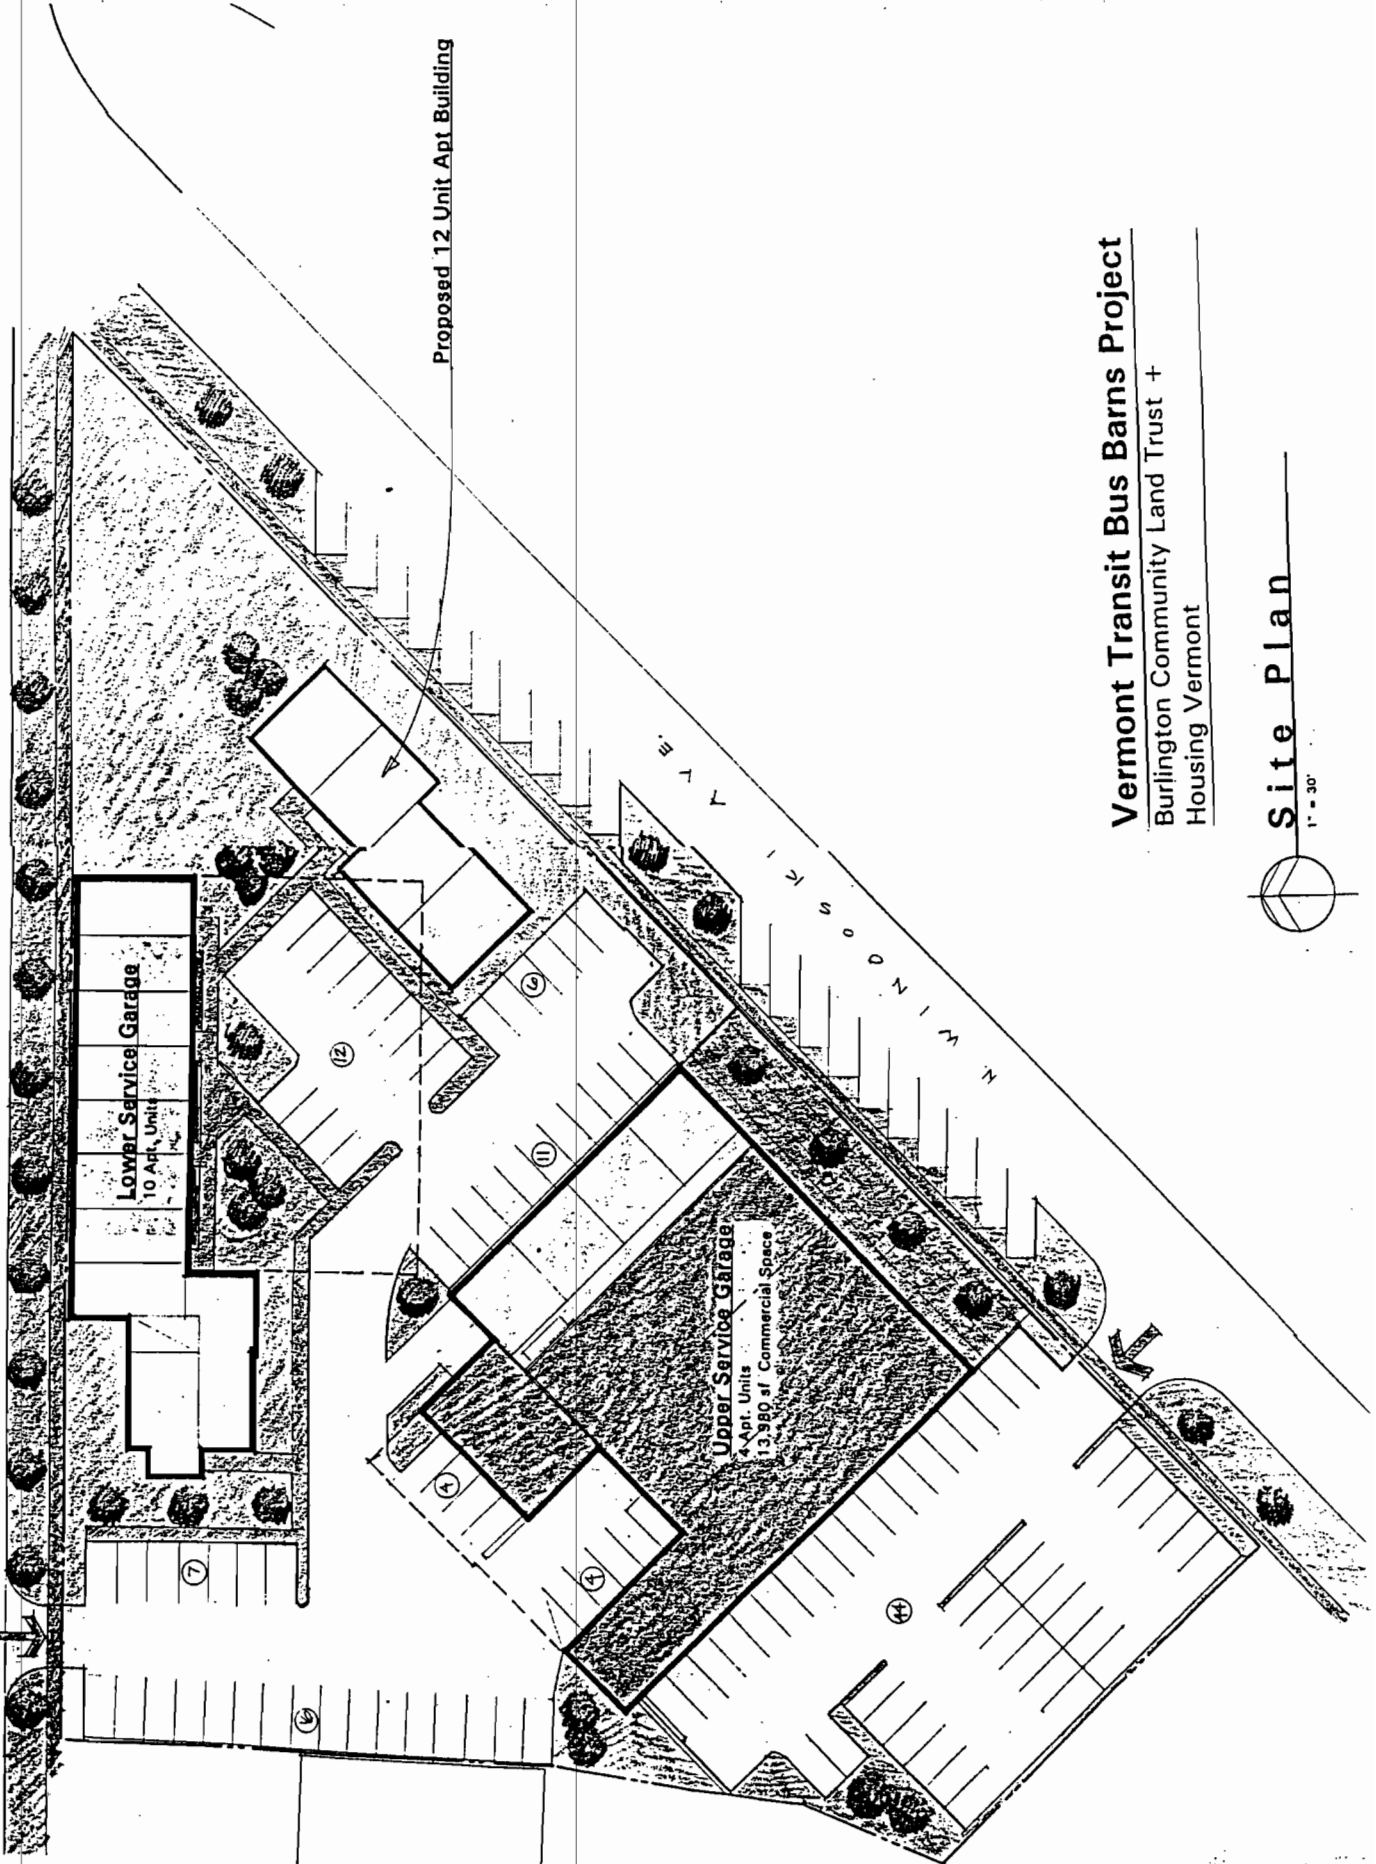 Proposed 12 Unit Apt Building
Lower Service Garage
10 Apt. Units
12
6
11
7
16
4
4
44
Upper Service Garage
4 Apt. Units
13,980 sf Commercial Space
N. WINOOSKI AVE.
Vermont Transit Bus Barns Project
Burlington Community Land Trust +
Housing Vermont
Site Plan
1" = 30'